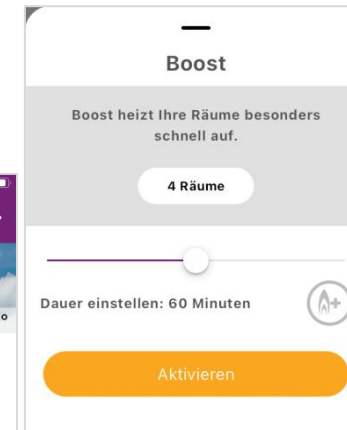 Boost
Boost heizt Ihre Räume besonders
schnell auf.
4 Räume
Dauer einstellen: 60 Minuten
Aktivieren